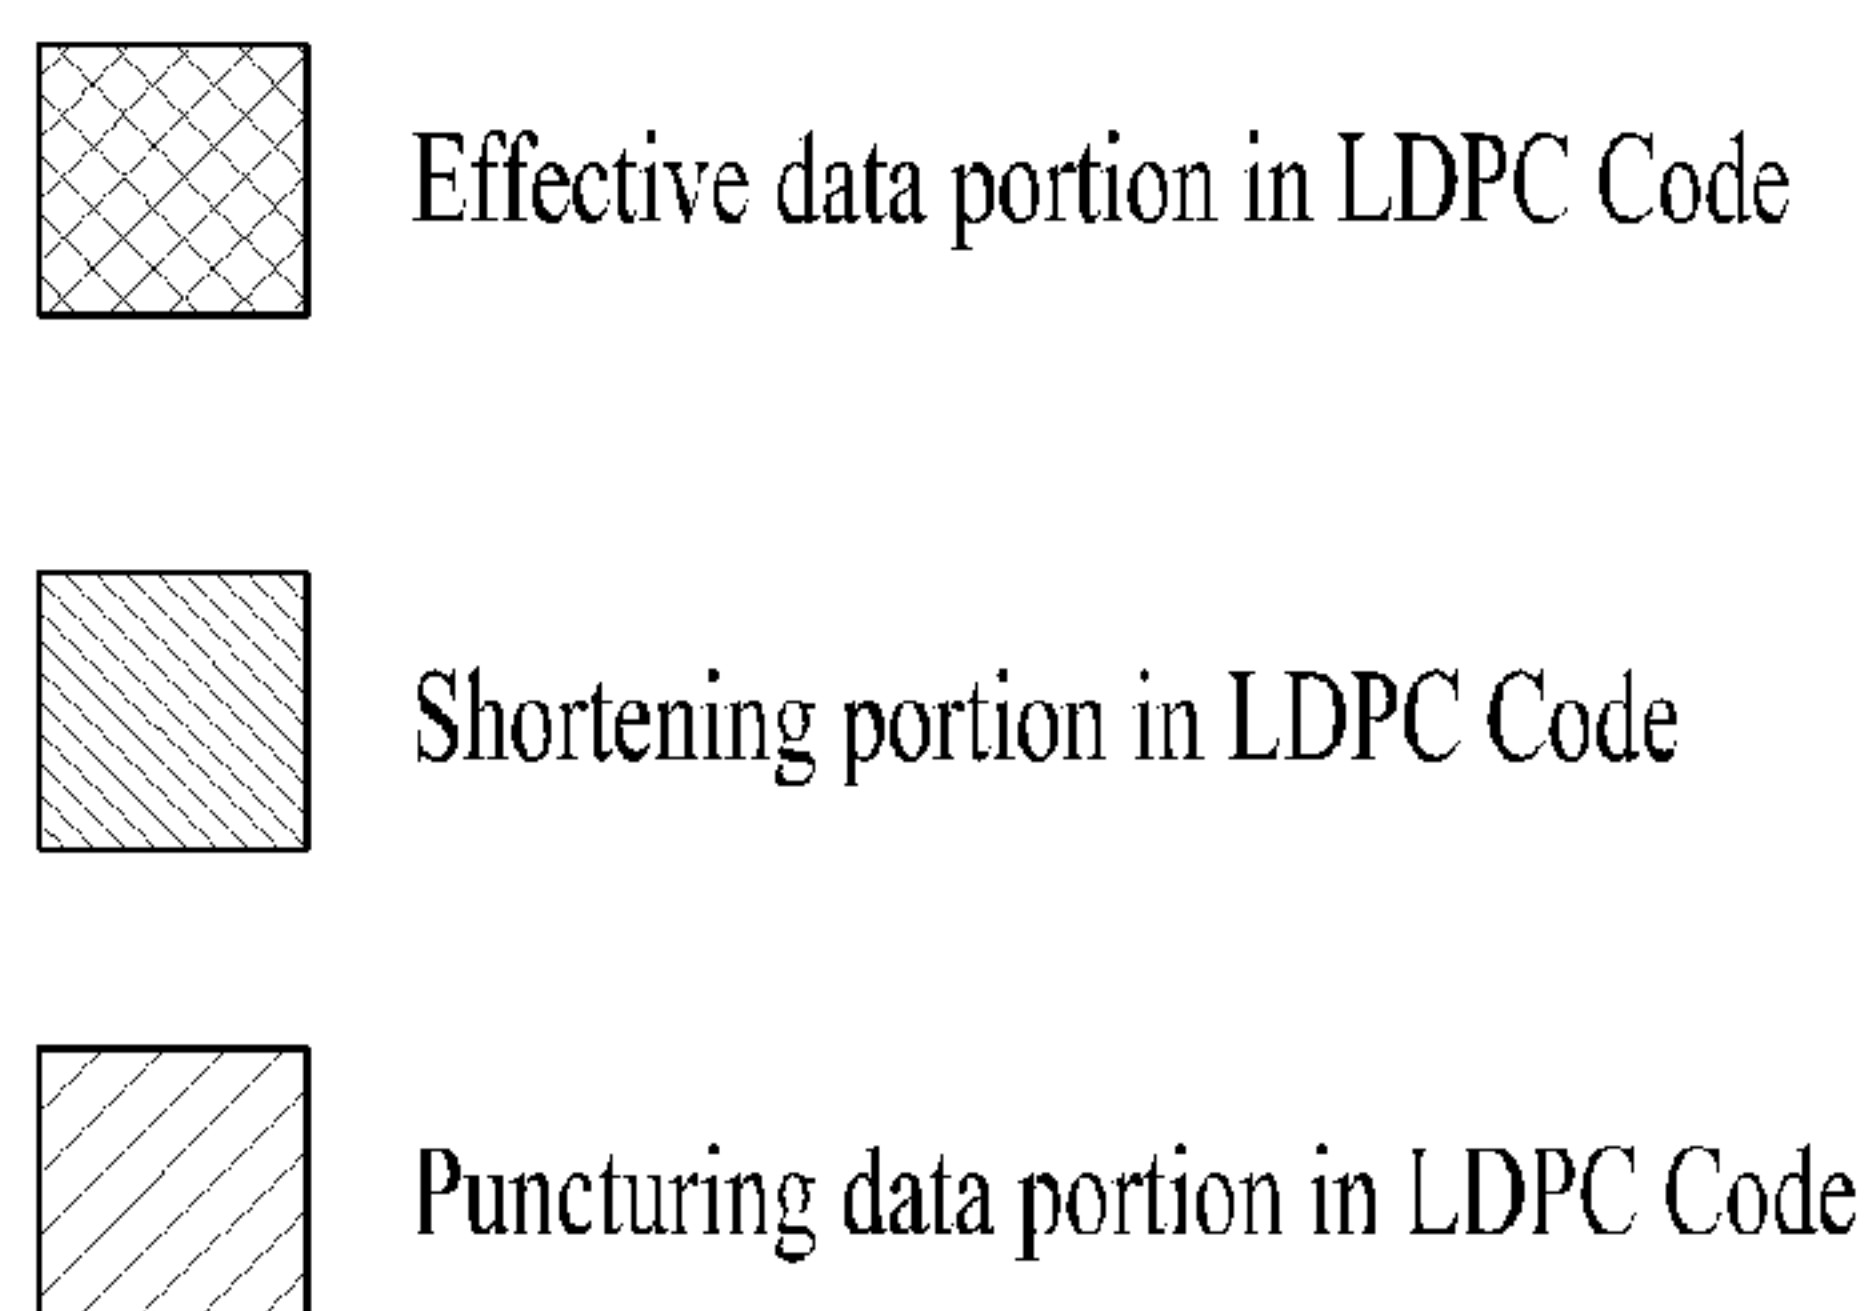 Effective data portion in LDPC Code
Shortening portion in LDPC Code
Puncturing data portion in LDPC Code